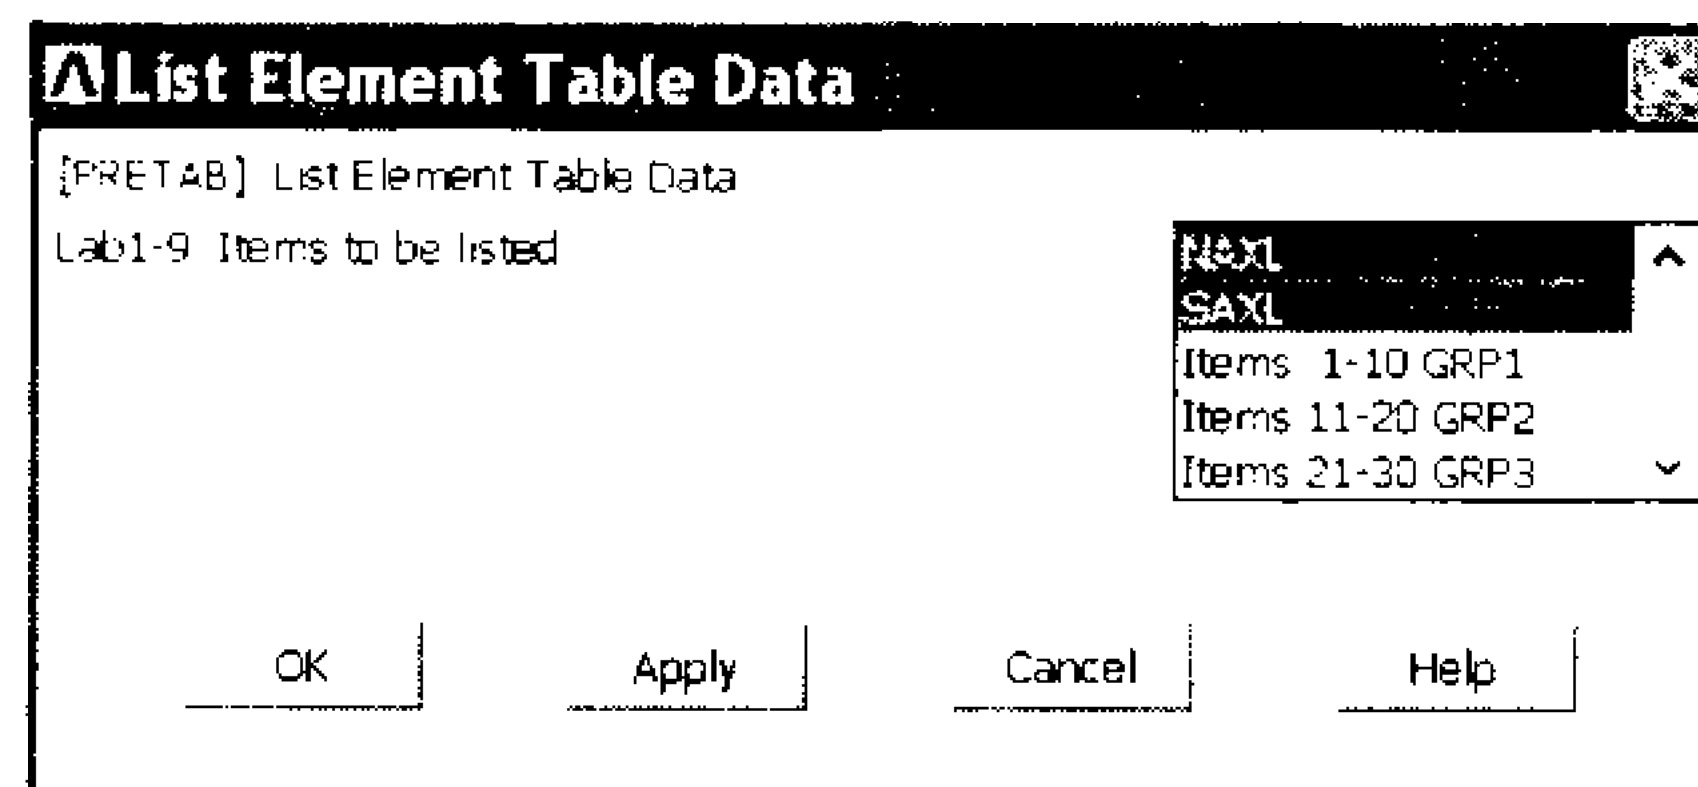 List Element Table Data
[PRETAB] List Element Table Data
Lab1-9 Items to be listed
NAXL
SAXL
Items 1-10 GRP1
Items 11-20 GRP2
Items 21-30 GRP3
OK
Apply
Cancel
Help